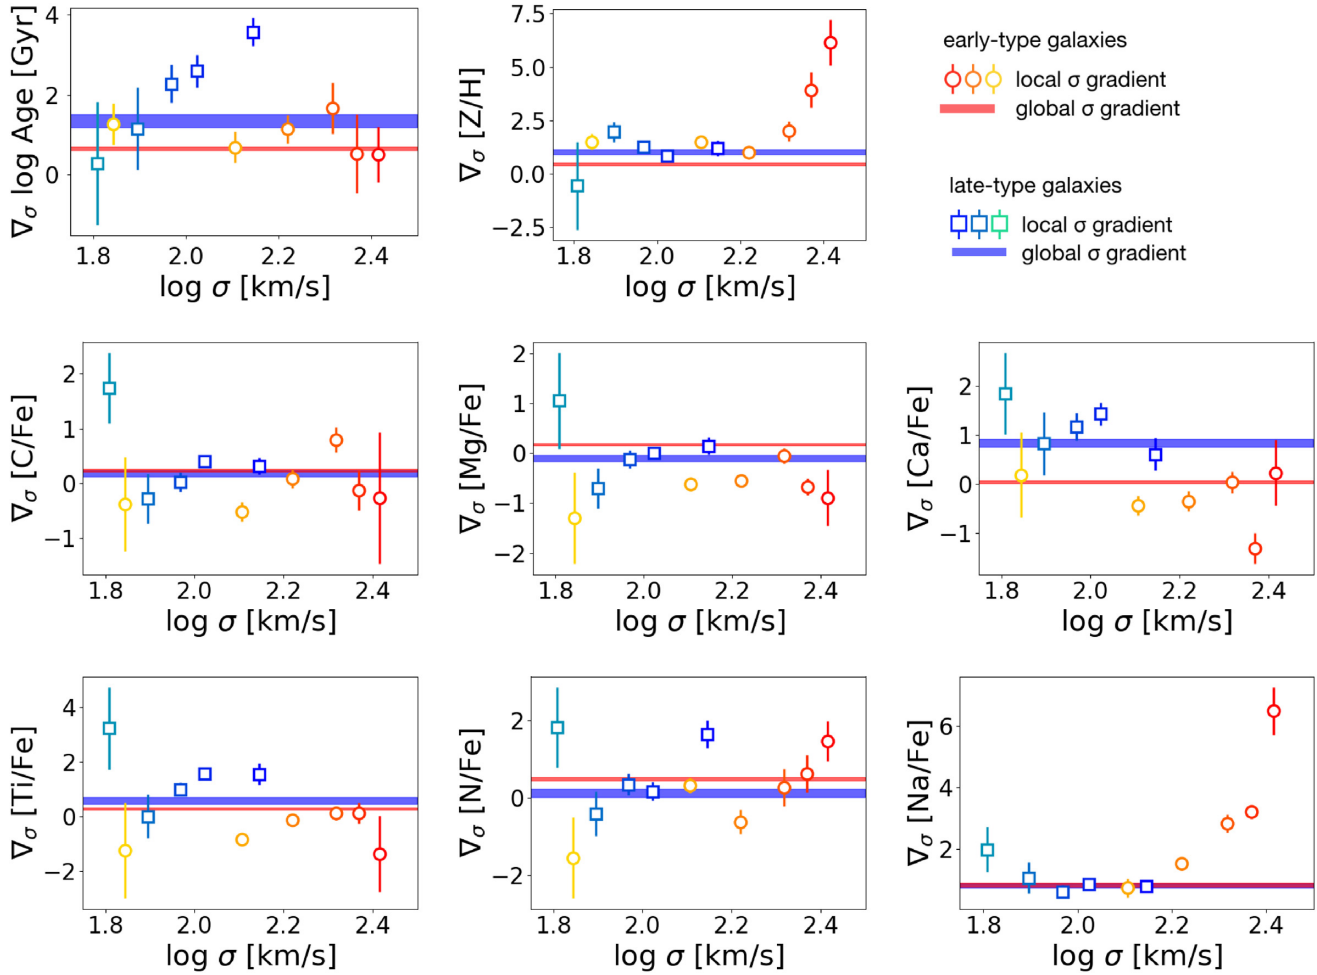 4
2
0
∇σ log Age [Gyr]
1.8 2.0 2.2 2.4
log σ [km/s]
7.5
5.0
2.5
0.0
−2.5
∇σ [Z/H]
1.8 2.0 2.2 2.4
log σ [km/s]
early-type galaxies
local σ gradient
global σ gradient
late-type galaxies
local σ gradient
global σ gradient
2
1
0
−1
∇σ [C/Fe]
1.8 2.0 2.2 2.4
log σ [km/s]
2
1
0
−1
−2
∇σ [Mg/Fe]
1.8 2.0 2.2 2.4
log σ [km/s]
1
0
−1
∇σ [Ca/Fe]
1.8 2.0 2.2 2.4
log σ [km/s]
4
2
0
−2
∇σ [Ti/Fe]
1.8 2.0 2.2 2.4
log σ [km/s]
2
0
−2
∇σ [N/Fe]
1.8 2.0 2.2 2.4
log σ [km/s]
6
4
2
∇σ [Na/Fe]
1.8 2.0 2.2 2.4
log σ [km/s]